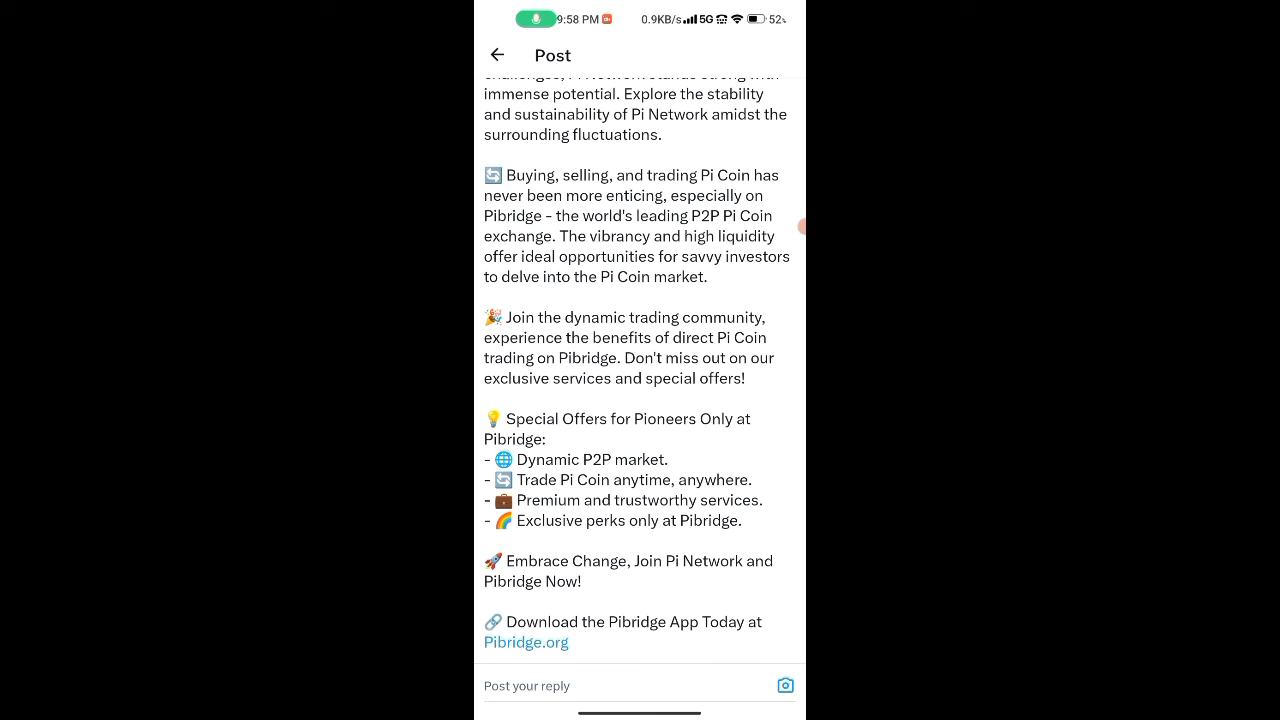 9:58 PM 0.9KB/s 5G 52%
Post
immense potential. Explore the stability
and sustainability of Pi Network amidst the
surrounding fluctuations.
🔄 Buying, selling, and trading Pi Coin has
never been more enticing, especially on
Pibridge - the world's leading P2P Pi Coin
exchange. The vibrancy and high liquidity
offer ideal opportunities for savvy investors
to delve into the Pi Coin market.
🎉 Join the dynamic trading community,
experience the benefits of direct Pi Coin
trading on Pibridge. Don't miss out on our
exclusive services and special offers!
💡 Special Offers for Pioneers Only at
Pibridge:
- 🌐 Dynamic P2P market.
- 🔄 Trade Pi Coin anytime, anywhere.
- 💼 Premium and trustworthy services.
- 🌈 Exclusive perks only at Pibridge.
🚀 Embrace Change, Join Pi Network and
Pibridge Now!
🔗 Download the Pibridge App Today at
Pibridge.org
Post your reply